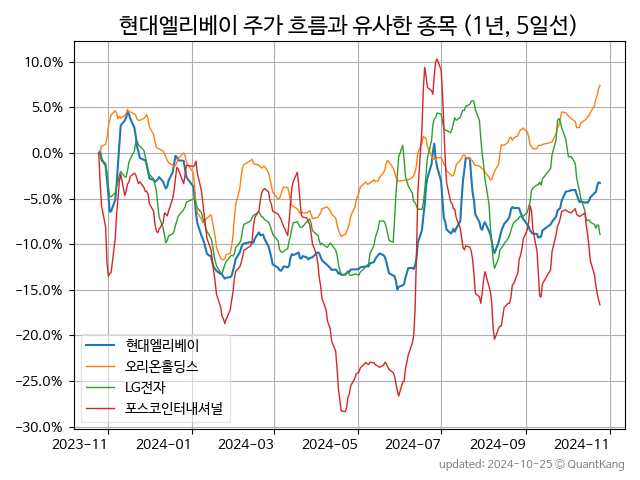 현대엘리베이 주가 흐름과 유사한 종목 (1년, 5일선)
10.0%
5.0%
0.0%
−5.0%
−10.0%
−15.0%
−20.0%
−25.0%
−30.0%
현대엘리베이
오리온홀딩스
LG전자
포스코인터내셔널
2023-11
2024-01
2024-03
2024-05
2024-07
2024-09
2024-11
updated: 2024-10-25 © QuantKang